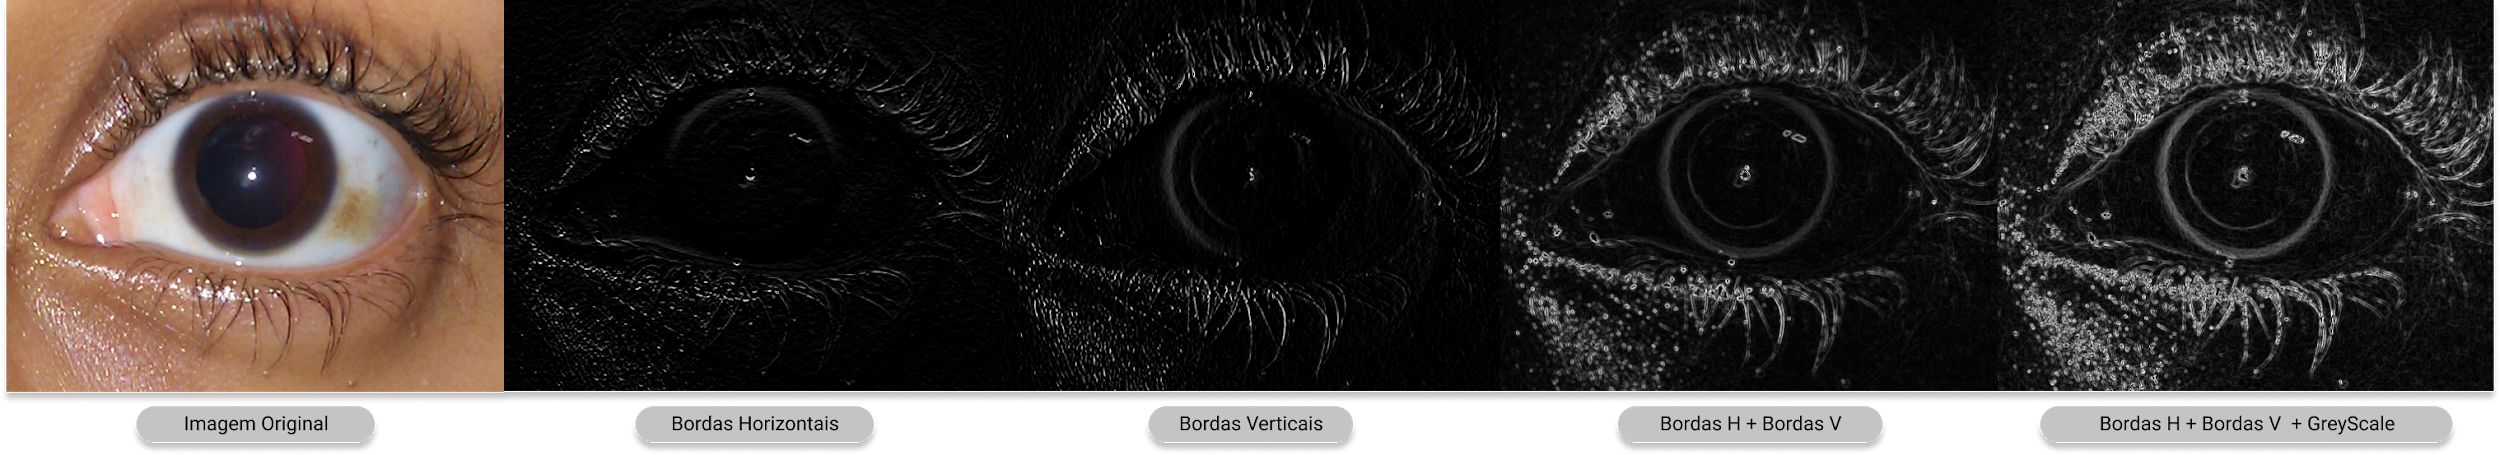 Imagem Original
Bordas Horizontais
Bordas Verticais
Bordas H + Bordas V
Bordas H + Bordas V + GreyScale